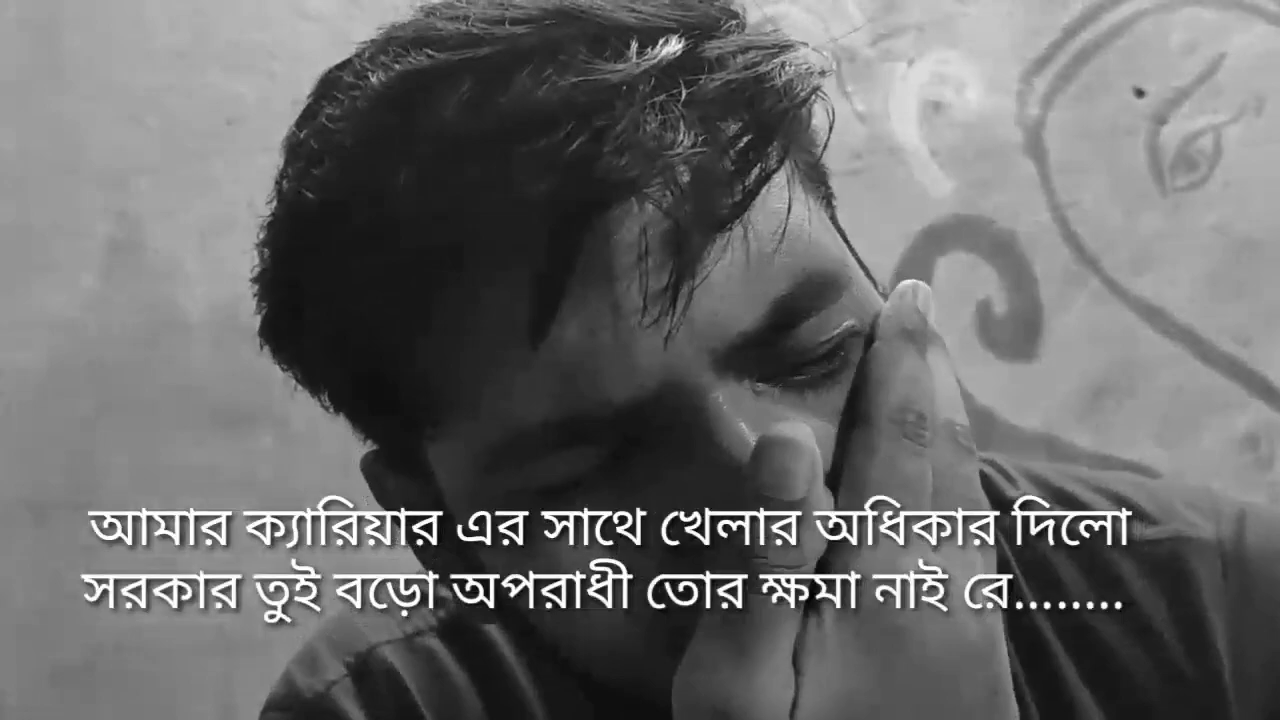 আমার ক্যারিয়ার এর সাথে খেলার অধিকার দিলো
সরকার তুই বড়ো অপরাধী তোর ক্ষমা নাই রে........